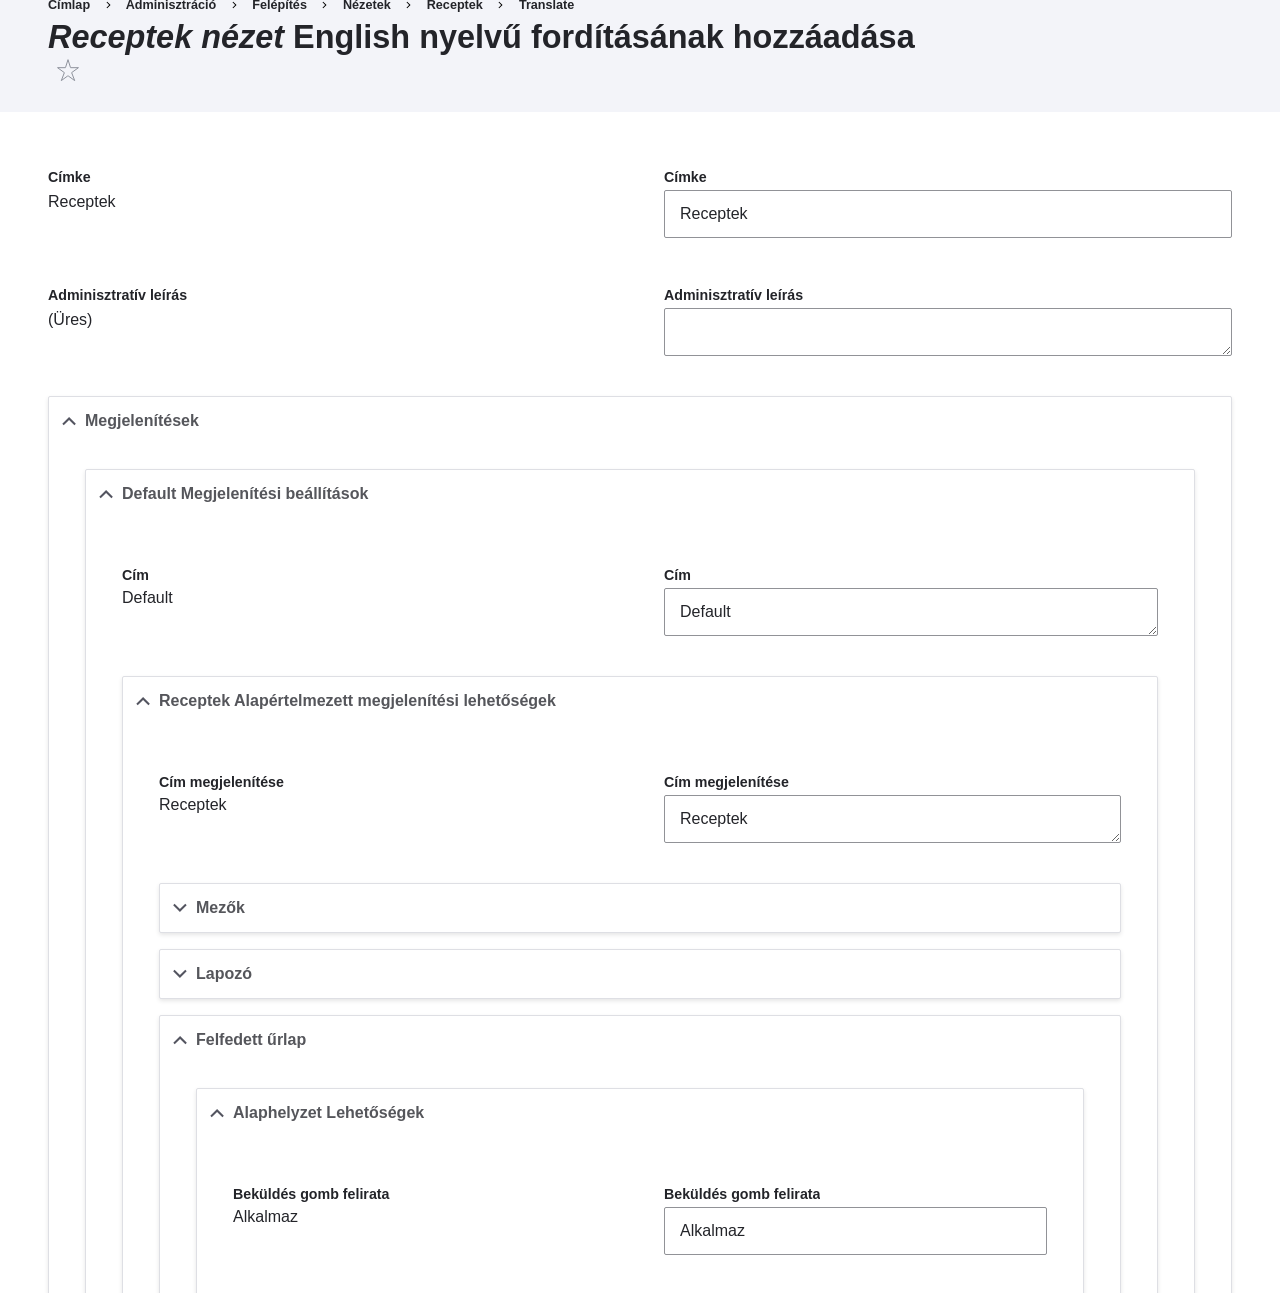 Címlap > Adminisztráció > Felépítés > Nézetek > Receptek > Translate
Receptek nézet English nyelvű fordításának hozzáadása
Címke Címke
Receptek Receptek
Adminisztratív leírás Adminisztratív leírás
(Üres)
Megjelenítések
Default Megjelenítési beállítások
Cím Cím
Default Default
Receptek Alapértelmezett megjelenítési lehetőségek
Cím megjelenítése Cím megjelenítése
Receptek Receptek
Mezők
Lapozó
Felfedett űrlap
Alaphelyzet Lehetőségek
Beküldés gomb felirata Beküldés gomb felirata
Alkalmaz Alkalmaz